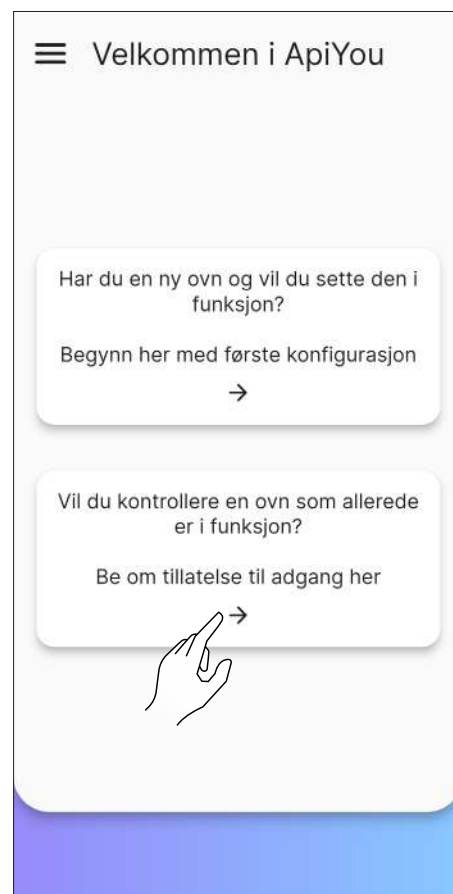 Velkommen i ApiYou
Har du en ny ovn og vil du sette den i
funksjon?
Begynn her med første konfigurasjon
Vil du kontrollere en ovn som allerede
er i funksjon?
Be om tillatelse til adgang her